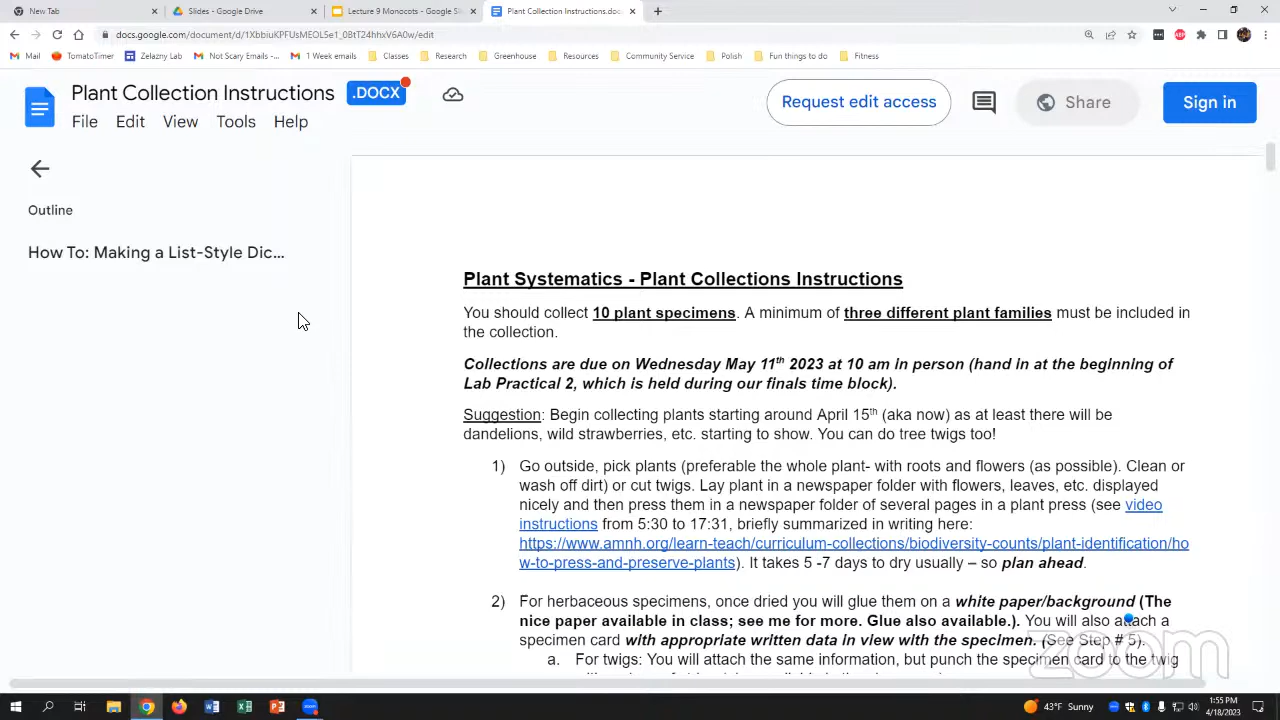 New Tab
Slides - Google Drive
Lecture 9 Monocots - Google Sl
Plant Collection Instructions.doc
Mail
TomatoTimer
Zelazny Lab
Not Scary Emails -...
1 Week emails
Classes
Research
Greenhouse
Resources
Community Service
Polish
Fun things to do
Fitness
Plant Collection Instructions
.DOCX
File Edit View Tools Help
Request edit access
Share
Sign in
Outline
How To: Making a List-Style Dic...
Plant Systematics - Plant Collections Instructions
You should collect 10 plant specimens. A minimum of three different plant families must be included in
the collection.
Collections are due on Wednesday May 11th 2023 at 10 am in person (hand in at the beginning of
Lab Practical 2, which is held during our finals time block).
Suggestion: Begin collecting plants starting around April 15th (aka now) as at least there will be
dandelions, wild strawberries, etc. starting to show. You can do tree twigs too!
1) Go outside, pick plants (preferable the whole plant- with roots and flowers (as possible). Clean or
wash off dirt) or cut twigs. Lay plant in a newspaper folder with flowers, leaves, etc. displayed
nicely and then press them in a newspaper folder of several pages in a plant press (see video
instructions from 5:30 to 17:31, briefly summarized in writing here:
https://www.amnh.org/learn-teach/curriculum-collections/biodiversity-counts/plant-identification/ho
w-to-press-and-preserve-plants). It takes 5 -7 days to dry usually – so plan ahead.
2) For herbaceous specimens, once dried you will glue them on a white paper/background (The
nice paper available in class; see me for more. Glue also available.). You will also attach a
specimen card with appropriate written data in view with the specimen. (See Step # 5).
a. For twigs: You will attach the same information, but punch the specimen card to the twig
zoom
43°F Sunny
1:55 PM
4/18/2023